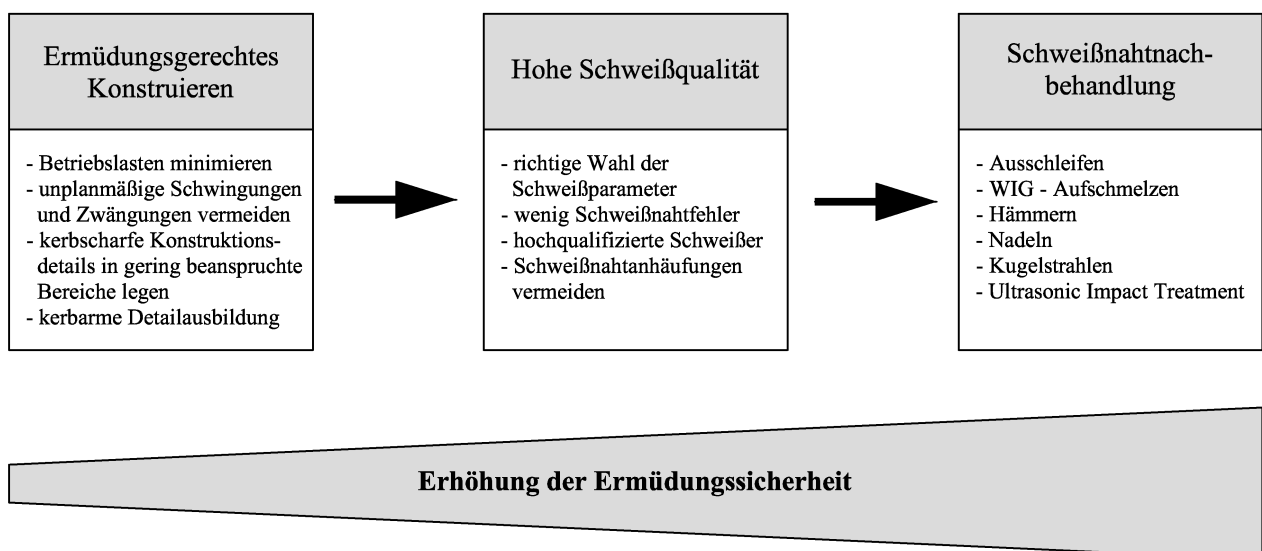 Ermüdungsgerechtes
Konstruieren
- Betriebslasten minimieren
- unplanmäßige Schwingungen
und Zwängungen vermeiden
- kerbscharfe Konstruktions-
details in gering beanspruchte
Bereiche legen
- kerbarme Detailausbildung
Hohe Schweißqualität
- richtige Wahl der
Schweißparameter
- wenig Schweißnahtfehler
- hochqualifizierte Schweißer
- Schweißnahtanhäufungen
vermeiden
Schweißnahtnach-
behandlung
- Ausschleifen
- WIG - Aufschmelzen
- Hämmern
- Nadeln
- Kugelstrahlen
- Ultrasonic Impact Treatment
Erhöhung der Ermüdungssicherheit